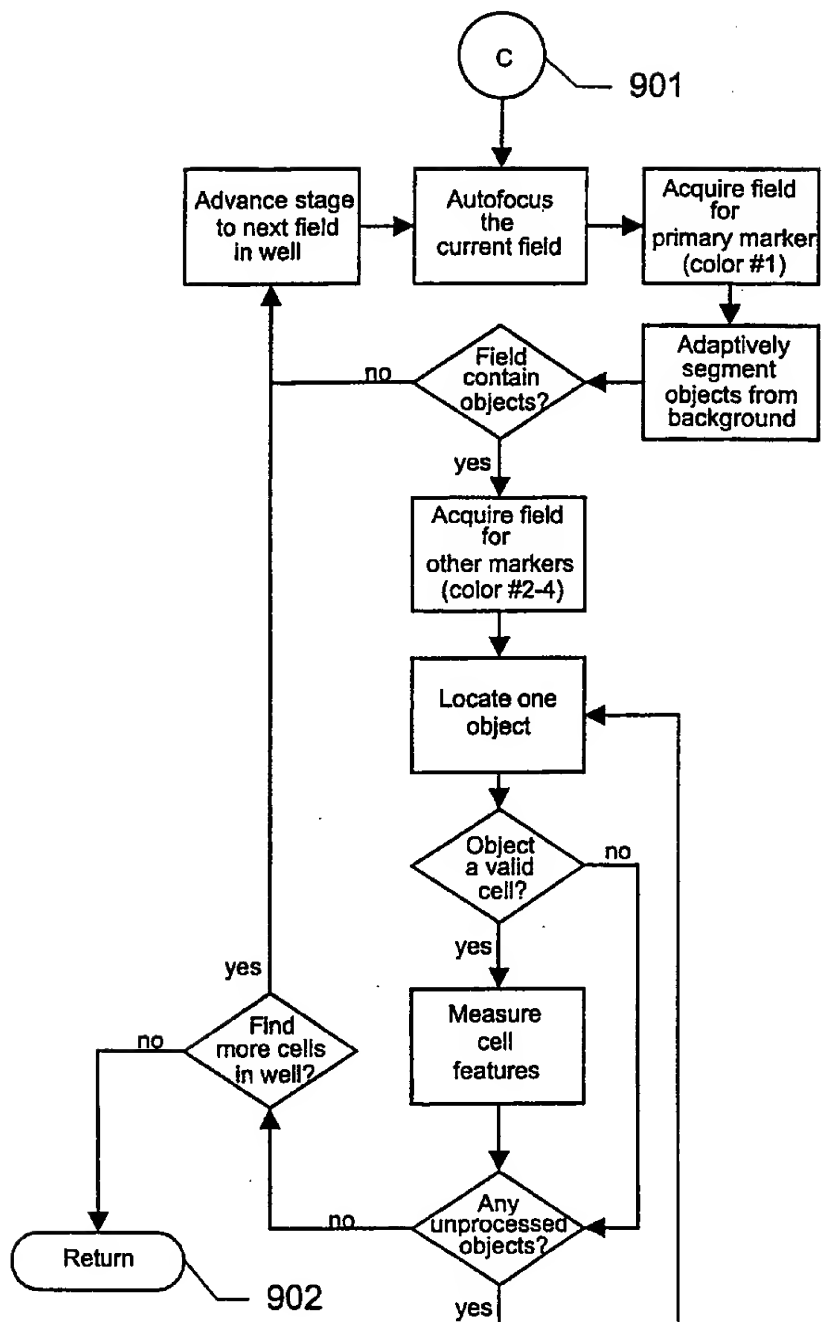 C
901
Advance stage
to next field
in well
Autofocus
the
current field
Acquire field
for
primary marker
(color #1)
Adaptively
segment
objects from
background
Field
contain
objects?
no
yes
Acquire field
for
other markers
(color #2-4)
Locate one
object
Object
a valid
cell?
no
yes
Measure
cell
features
Any
unprocessed
objects?
no
yes
Find
more cells
in well?
yes
no
Return
902